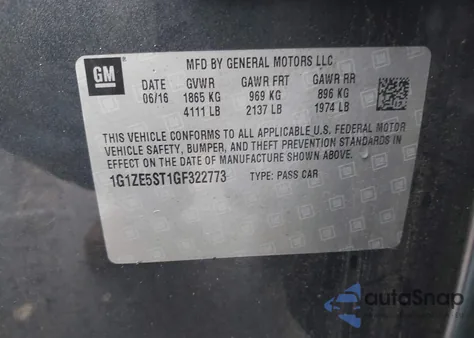 GM
MFD BY GENERAL MOTORS LLC
DATE GVWR GAWR FRT GAWR RR
06/16 1865 KG 969 KG 896 KG
4111 LB 2137 LB 1974 LB
THIS VEHICLE CONFORMS TO ALL APPLICABLE U.S. FEDERAL MOTOR
VEHICLE SAFETY, BUMPER, AND THEFT PREVENTION STANDARDS
IN EFFECT ON THE DATE OF MANUFACTURE SHOWN ABOVE.
1G1ZE5ST1GF322773 TYPE: PASS CAR
autoSnap